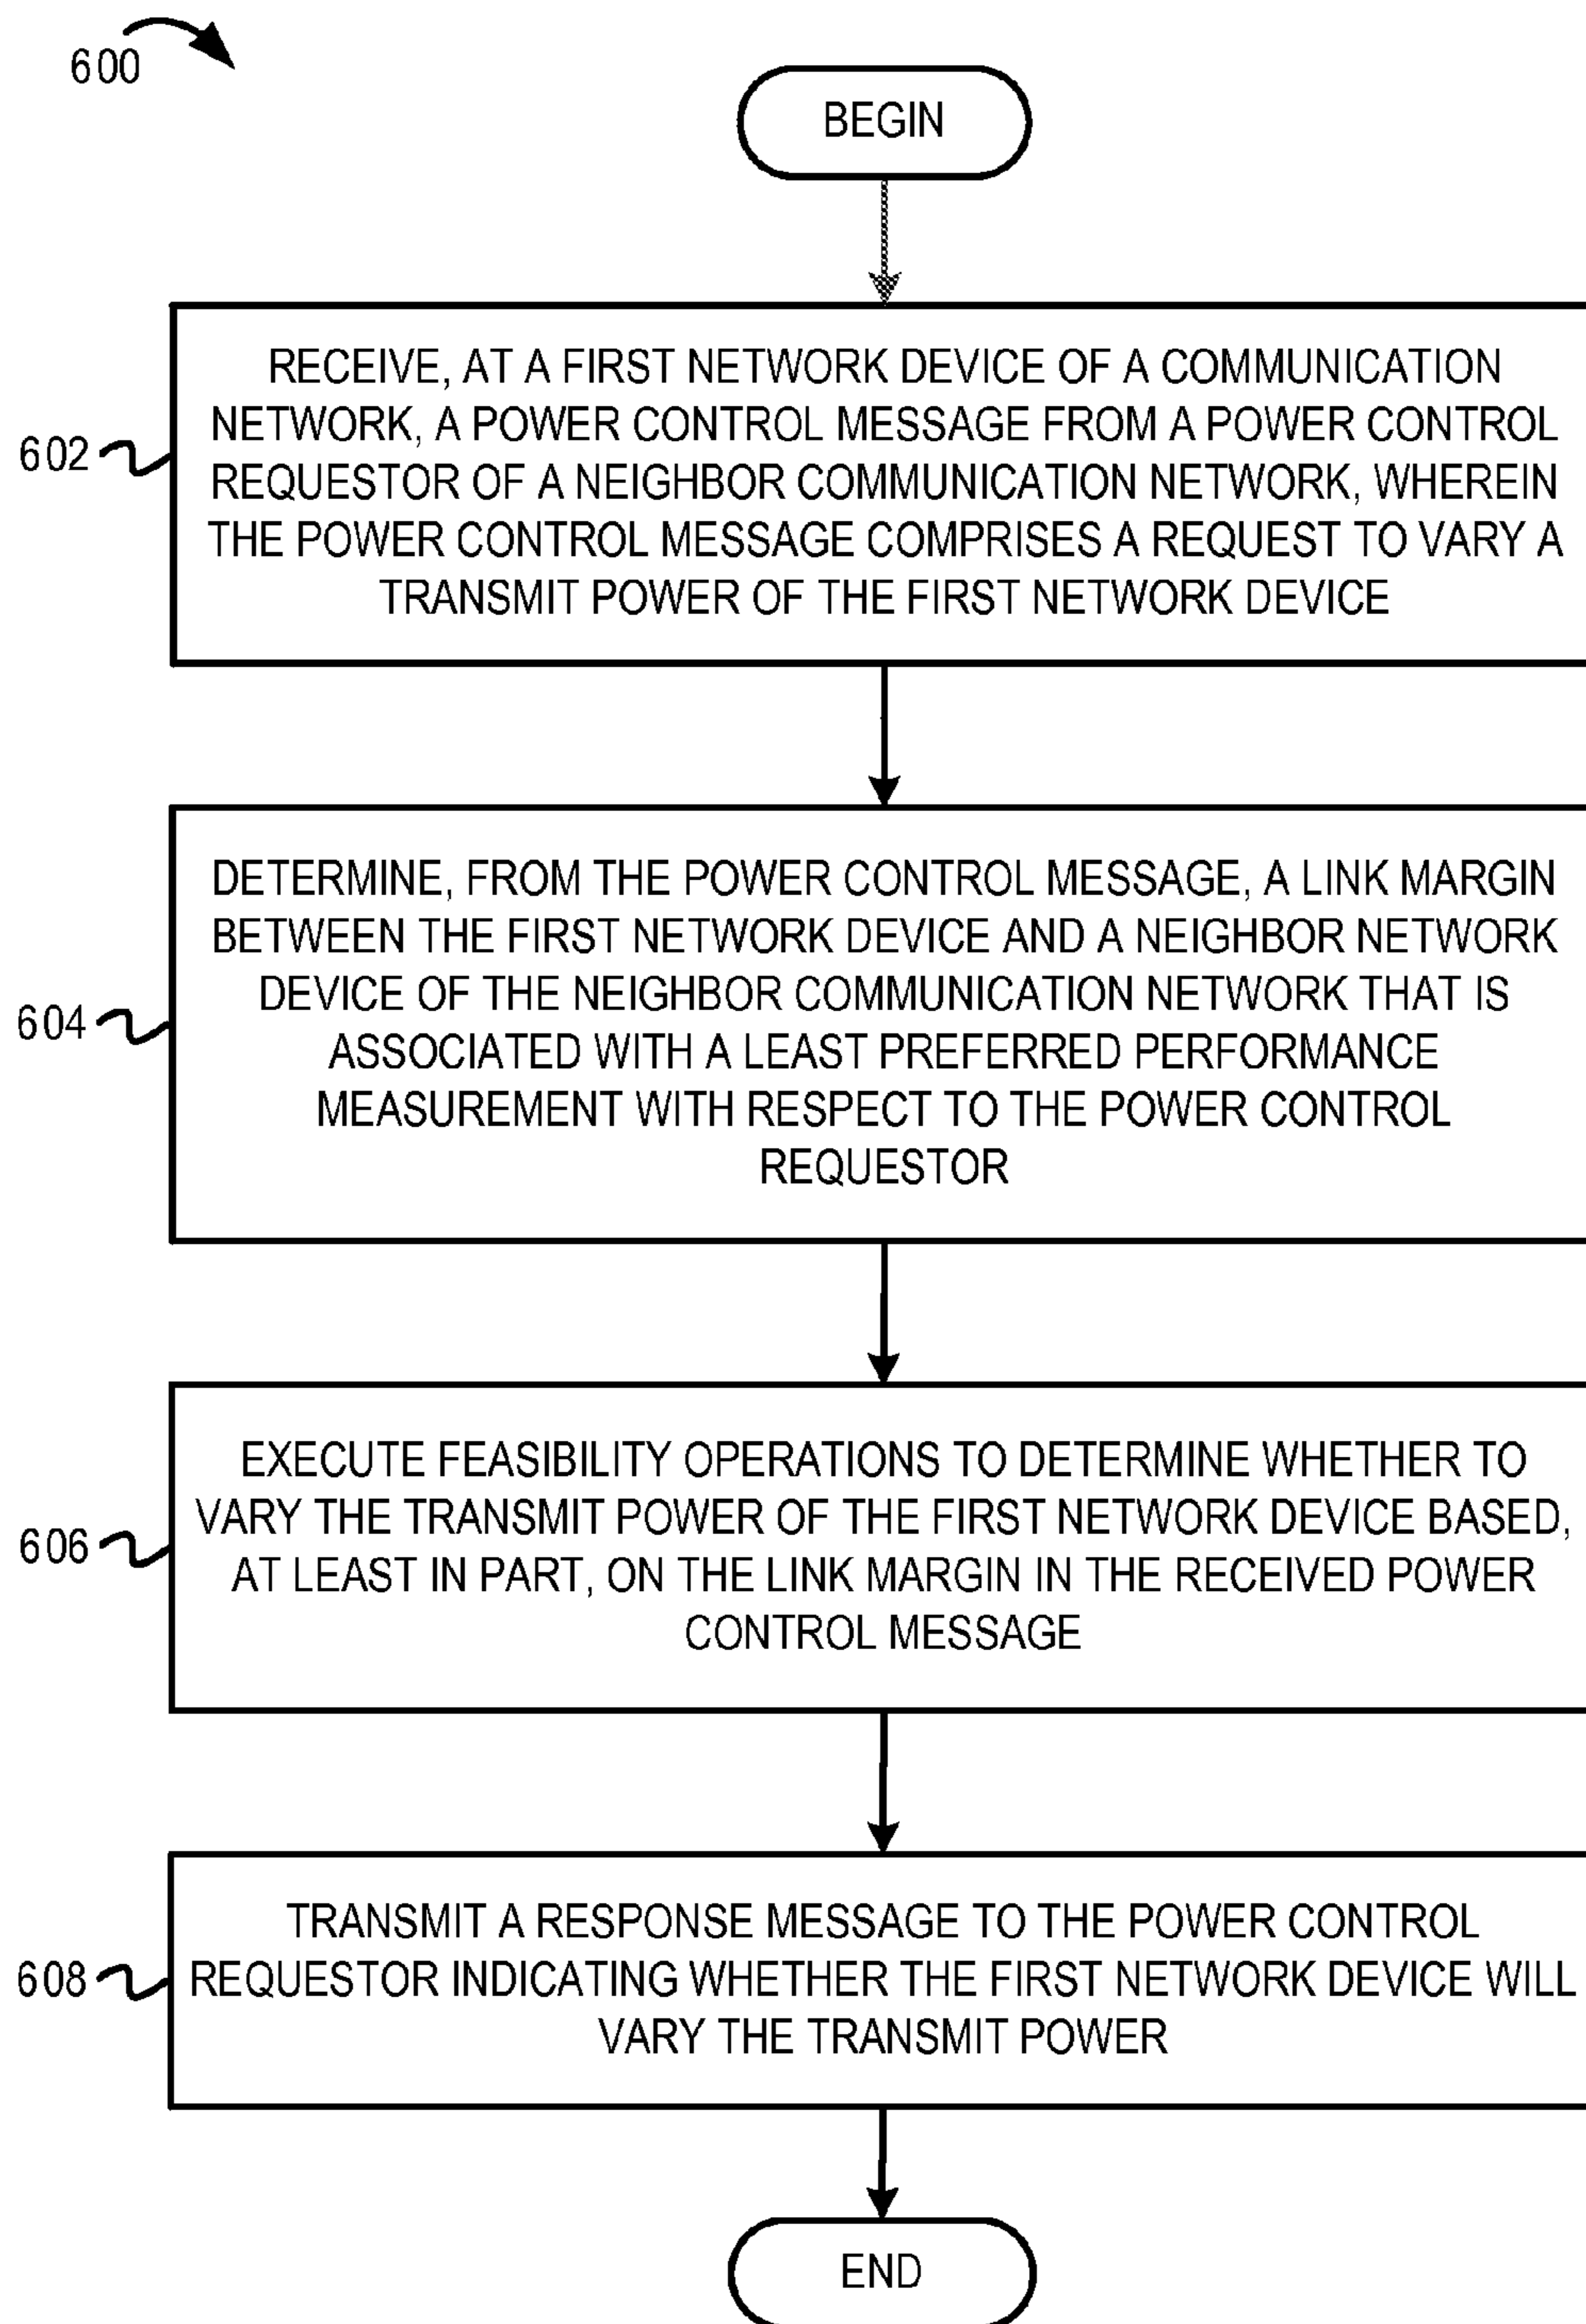 600
BEGIN
602
RECEIVE, AT A FIRST NETWORK DEVICE OF A COMMUNICATION
NETWORK, A POWER CONTROL MESSAGE FROM A POWER CONTROL
REQUESTOR OF A NEIGHBOR COMMUNICATION NETWORK, WHEREIN
THE POWER CONTROL MESSAGE COMPRISES A REQUEST TO VARY A
TRANSMIT POWER OF THE FIRST NETWORK DEVICE
604
DETERMINE, FROM THE POWER CONTROL MESSAGE, A LINK MARGIN
BETWEEN THE FIRST NETWORK DEVICE AND A NEIGHBOR NETWORK
DEVICE OF THE NEIGHBOR COMMUNICATION NETWORK THAT IS
ASSOCIATED WITH A LEAST PREFERRED PERFORMANCE
MEASUREMENT WITH RESPECT TO THE POWER CONTROL
REQUESTOR
606
EXECUTE FEASIBILITY OPERATIONS TO DETERMINE WHETHER TO
VARY THE TRANSMIT POWER OF THE FIRST NETWORK DEVICE BASED,
AT LEAST IN PART, ON THE LINK MARGIN IN THE RECEIVED POWER
CONTROL MESSAGE
608
TRANSMIT A RESPONSE MESSAGE TO THE POWER CONTROL
REQUESTOR INDICATING WHETHER THE FIRST NETWORK DEVICE WILL
VARY THE TRANSMIT POWER
END